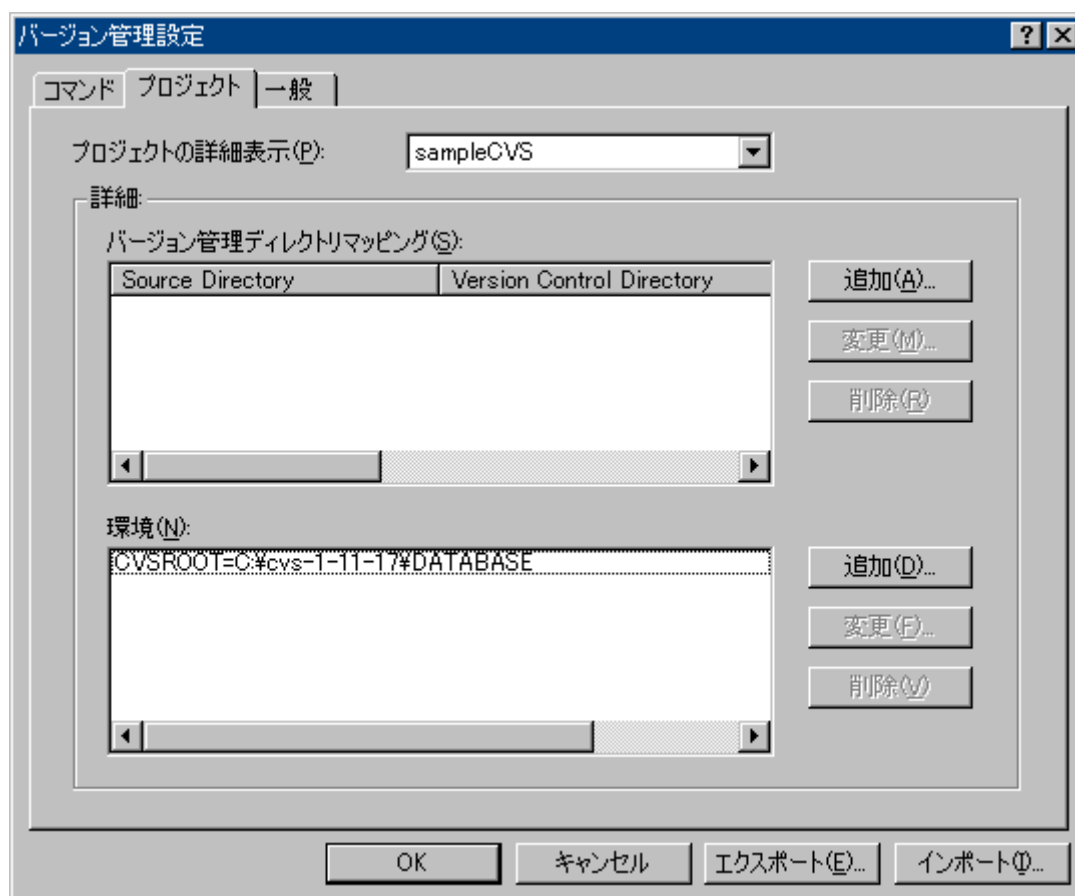 バージョン管理設定
コマンド プロジェクト 一般
プロジェクトの詳細表示(P): sampleCVS
詳細:
バージョン管理ディレクトリマッピング(S):
Source Directory Version Control Directory
追加(A)...
変更(M)...
削除(R)
環境(N):
CVSROOT=C:¥cvs-1-11-17¥DATABASE
追加(D)...
変更(F)...
削除(V)
OK キャンセル エクスポート(E)... インポート(I)...